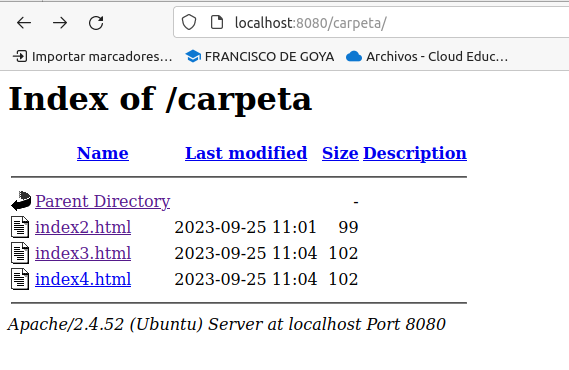 localhost:8080/carpeta/
Importar marcadores… FRANCISCO DE GOYA Archivos - Cloud Educ…
Index of /carpeta
Name Last modified Size Description
Parent Directory -
index2.html 2023-09-25 11:01 99
index3.html 2023-09-25 11:04 102
index4.html 2023-09-25 11:04 102
Apache/2.4.52 (Ubuntu) Server at localhost Port 8080